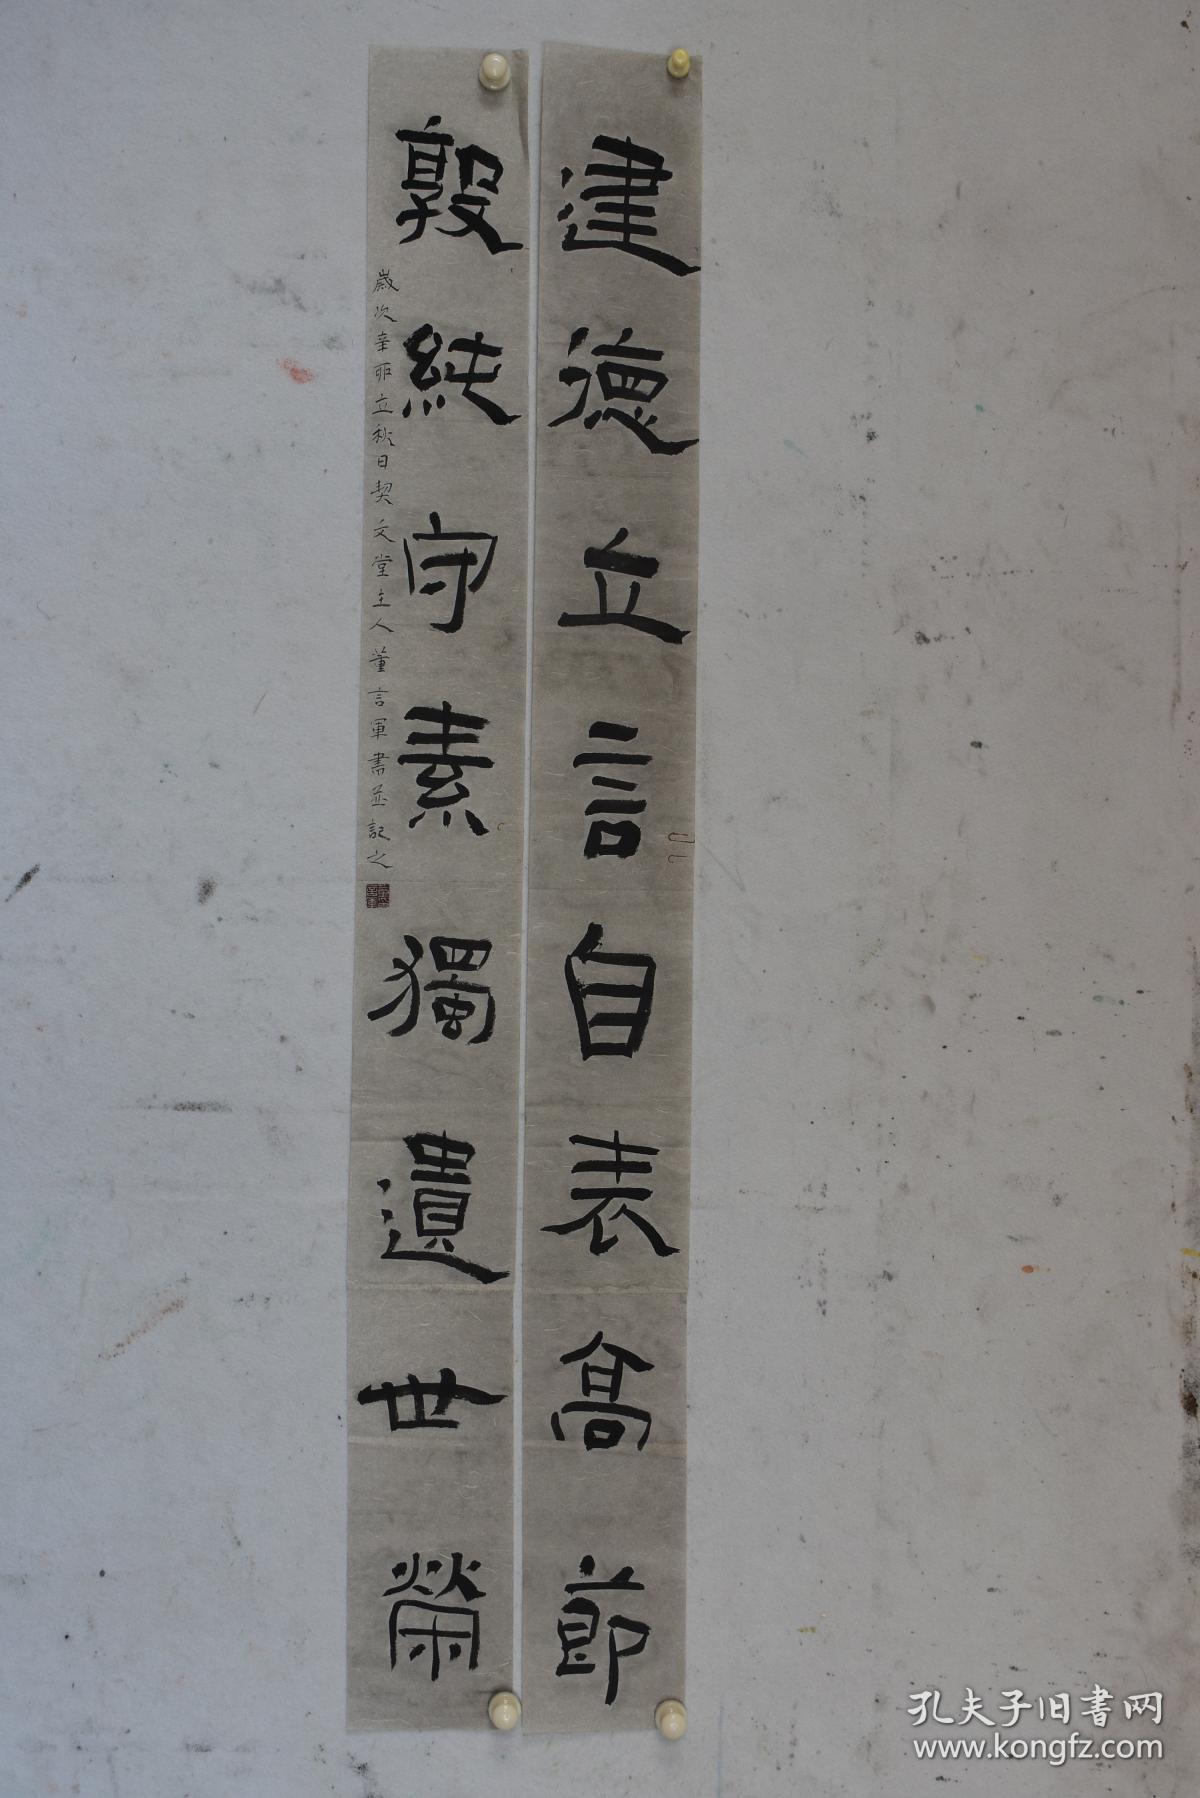 建德立言自表高節
敦純守素獨遺世榮
歲次辛卯立秋日契文堂主人董言軍書並記之
孔夫子旧书网
www.kongfz.com